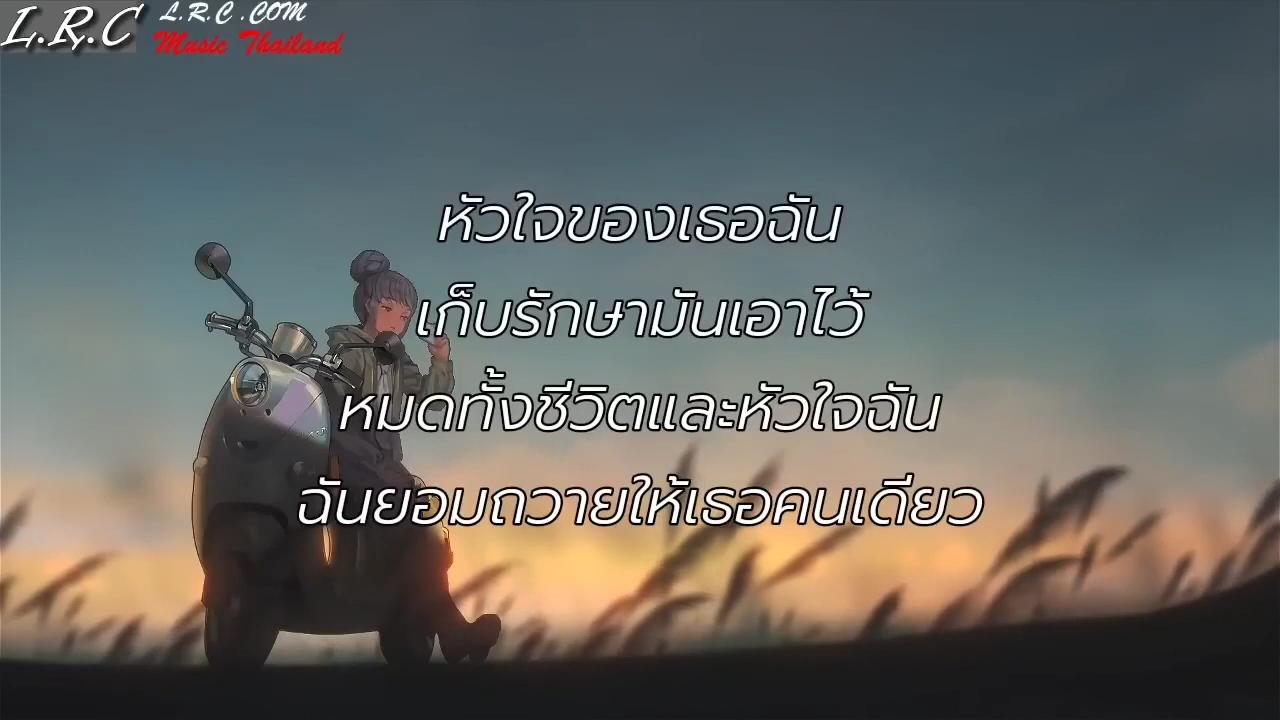 L.R.C
L.R.C .COM
Music Thailand
หัวใจของเธอฉัน
เก็บรักษามันเอาไว้
หมดทั้งชีวิตและหัวใจฉัน
ฉันยอมถวายให้เธอคนเดียว